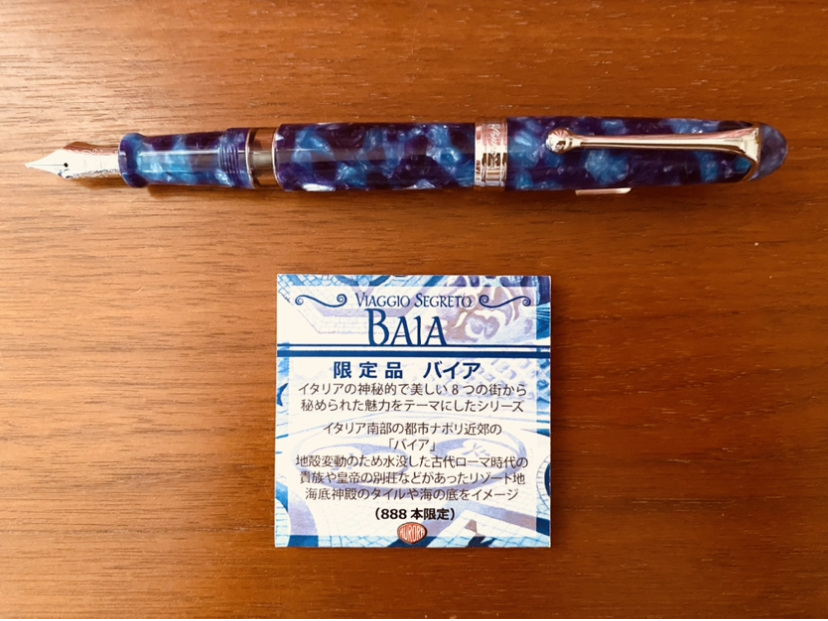 VIAGGIO SEGRETO
BAIA
限定品 バイア
イタリアの神秘的で美しい8つの街から
秘められた魅力をテーマにしたシリーズ
イタリア南部の都市ナポリ近郊の
「バイア」
地殻変動のため水没した古代ローマ時代の
貴族や皇帝の別荘などがあったリゾート地
海底神殿のタイルや海の底をイメージ
（888本限定）
AURORA